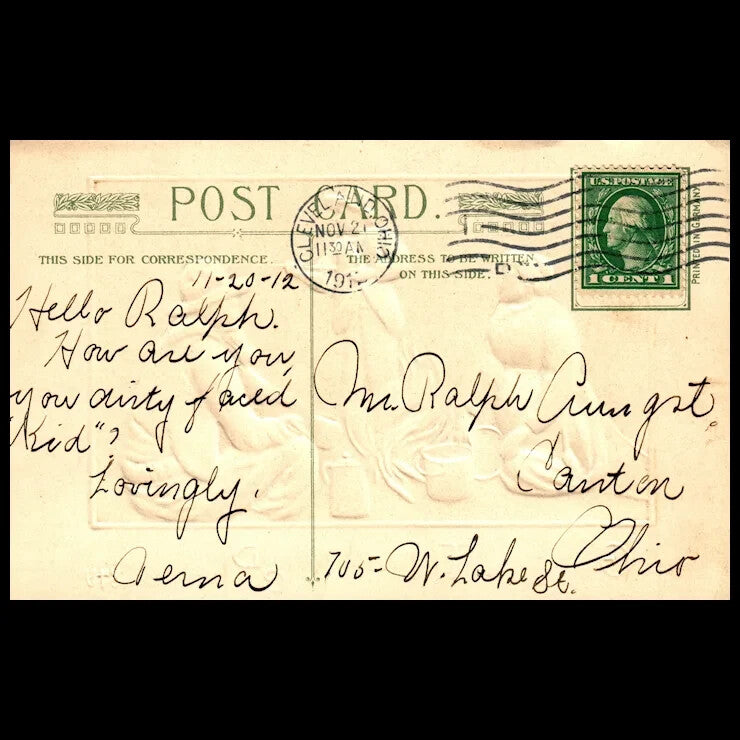 POST CARD.
THIS SIDE FOR CORRESPONDENCE.
THE ADDRESS TO BE WRITTEN
ON THIS SIDE.
CLEVELAND, OHIO
NOV 21
11 30 AM
191
U.S. POSTAGE
1 CENT 1
PRINTED IN GERMANY
11-20-12
Hello Ralph.
How are you,
you dirty faced
"Kid"?
Lovingly,
Verna
Mr. Ralph Aungst.
Canton
Ohio
705- W. Lake St.